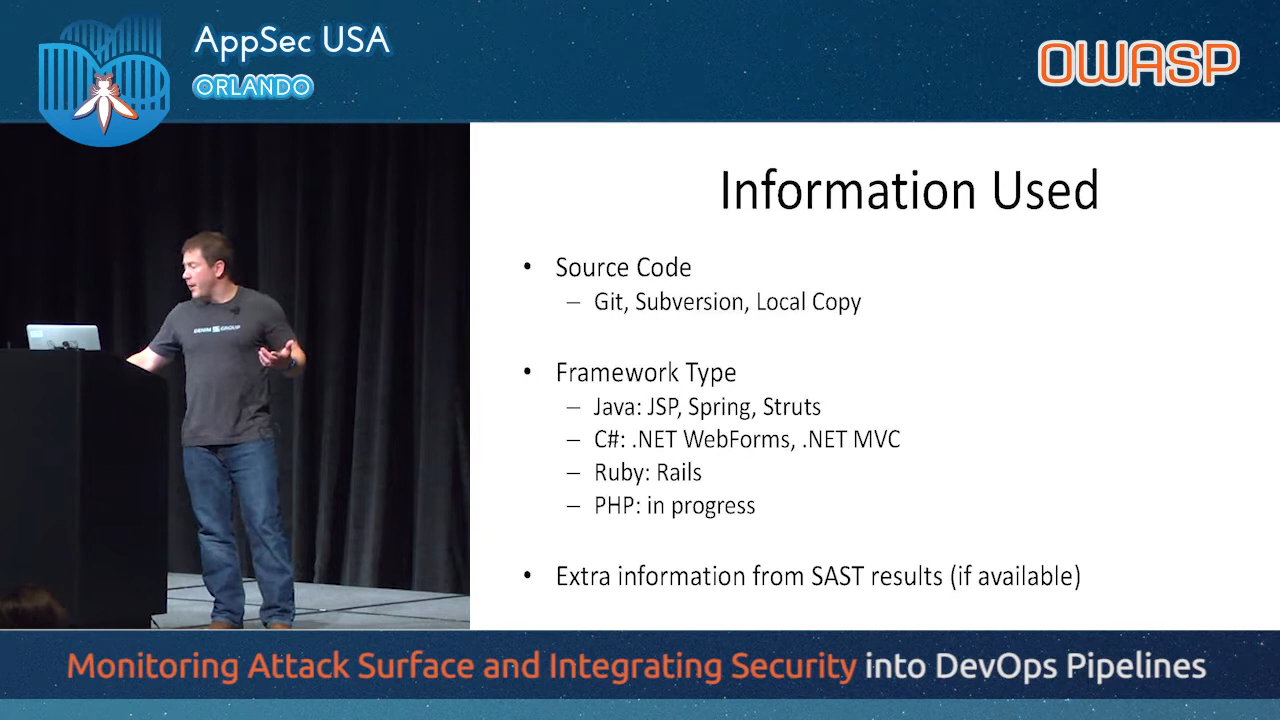 AppSec USA
ORLANDO
OWASP
DENIM GROUP
Information Used
• Source Code
– Git, Subversion, Local Copy
• Framework Type
– Java: JSP, Spring, Struts
– C#: .NET WebForms, .NET MVC
– Ruby: Rails
– PHP: in progress
• Extra information from SAST results (if available)
Monitoring Attack Surface and Integrating Security into DevOps Pipelines